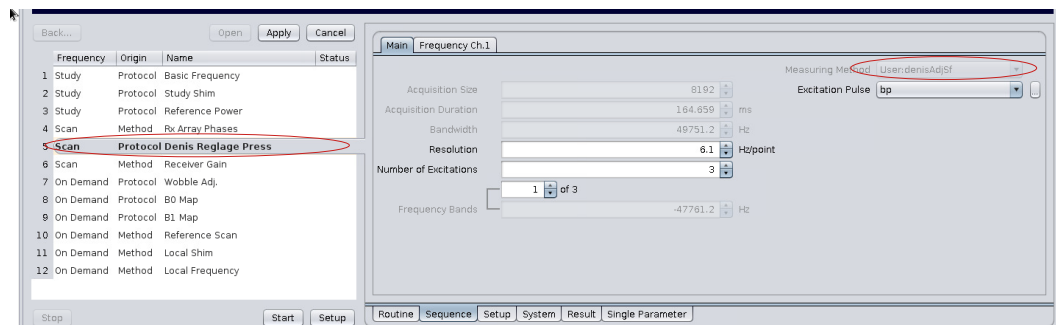 Back... Open Apply Cancel
Frequency Origin Name Status
1 Study Protocol Basic Frequency
2 Study Protocol Study Shim
3 Study Protocol Reference Power
4 Scan Method Rx Array Phases
5 Scan Protocol Denis Reglage Press
6 Scan Method Receiver Gain
7 On Demand Protocol Wobble Adj.
8 On Demand Protocol B0 Map
9 On Demand Protocol B1 Map
10 On Demand Method Reference Scan
11 On Demand Method Local Shim
12 On Demand Method Local Frequency
Stop Start Setup
Main Frequency Ch.1
Measuring Method User:denisAdjSf
Acquisition Size 8192 Excitation Pulse bp ...
Acquisition Duration 164.659 ms
Bandwidth 49751.2 Hz
Resolution 6.1 Hz/point
Number of Excitations 3
1 of 3
Frequency Bands -47761.2 Hz
Routine Sequence Setup System Result Single Parameter